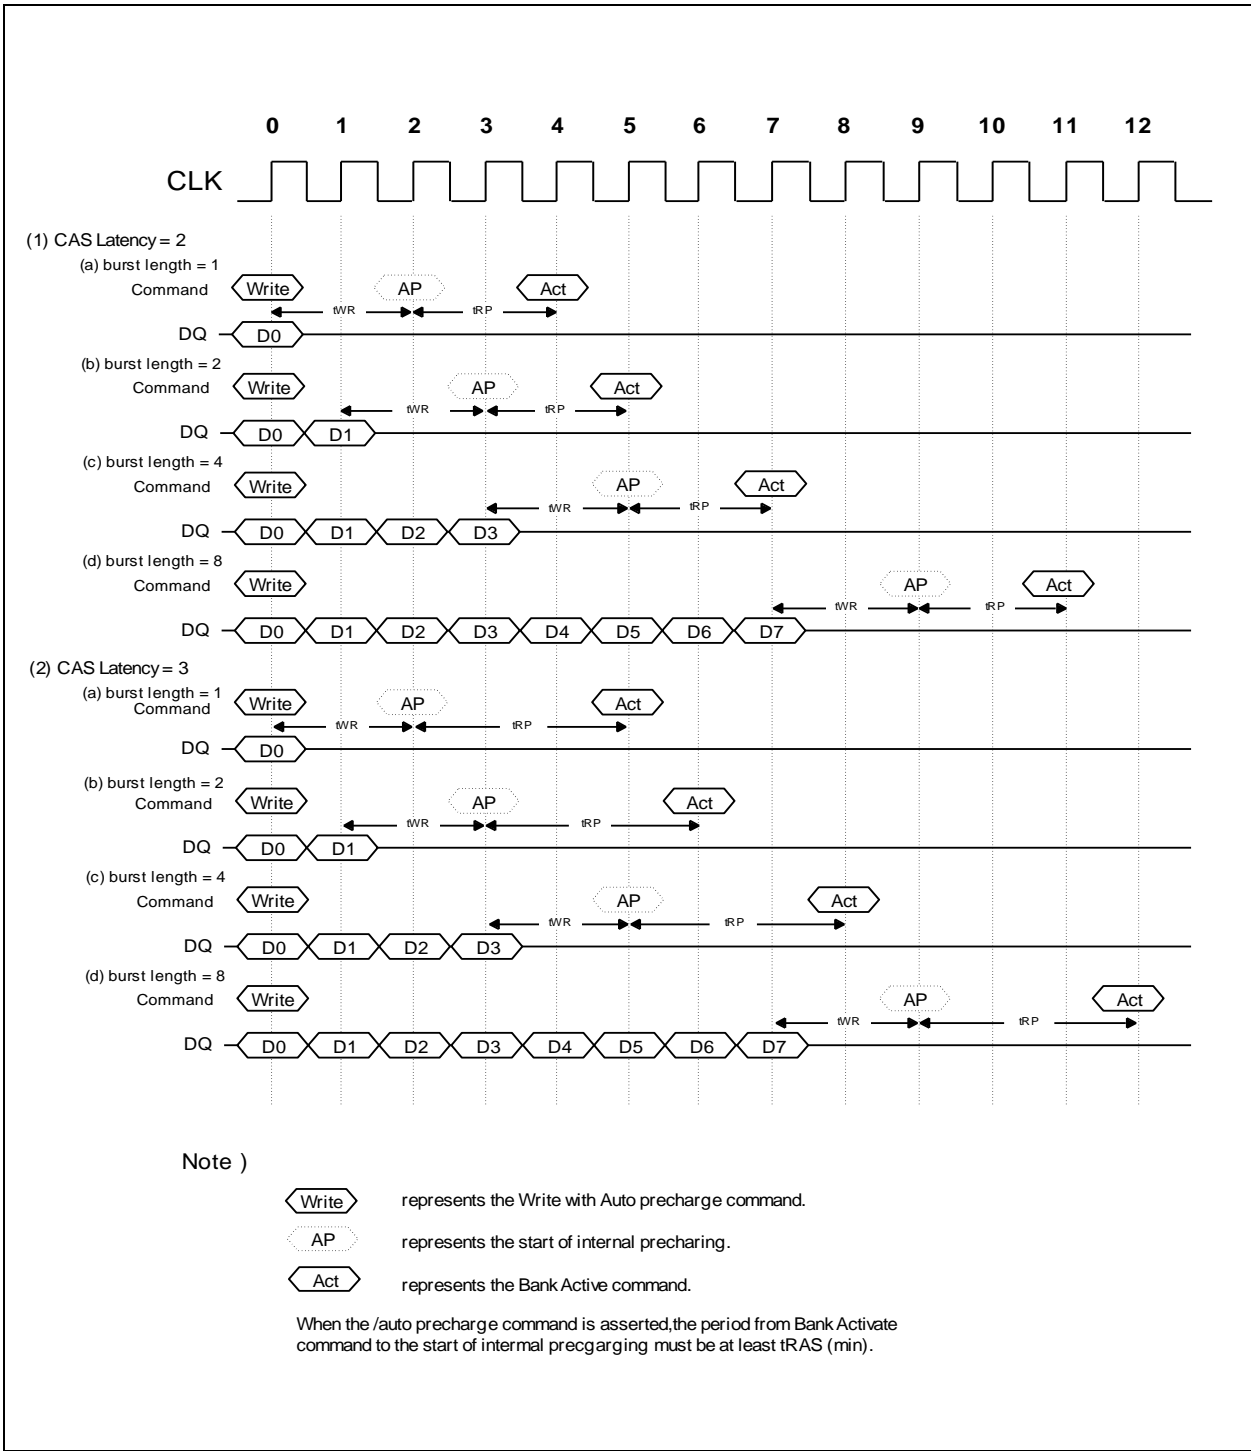 0 1 2 3 4 5 6 7 8 9 10 11 12
CLK
(1) CAS Latency = 2
(a) burst length = 1
Command Write AP Act
tWR tRP
DQ D0
(b) burst length = 2
Command Write AP Act
tWR tRP
DQ D0 D1
(c) burst length = 4
Command Write AP Act
tWR tRP
DQ D0 D1 D2 D3
(d) burst length = 8
Command Write AP Act
tWR tRP
DQ D0 D1 D2 D3 D4 D5 D6 D7
(2) CAS Latency = 3
(a) burst length = 1
Command Write AP Act
tWR tRP
DQ D0
(b) burst length = 2
Command Write AP Act
tWR tRP
DQ D0 D1
(c) burst length = 4
Command Write AP Act
tWR tRP
DQ D0 D1 D2 D3
(d) burst length = 8
Command Write AP Act
tWR tRP
DQ D0 D1 D2 D3 D4 D5 D6 D7
Note )
Write represents the Write with Auto precharge command.
AP represents the start of internal precharing.
Act represents the Bank Active command.
When the /auto precharge command is asserted,the period from Bank Activate
command to the start of intermal precgarging must be at least tRAS (min).